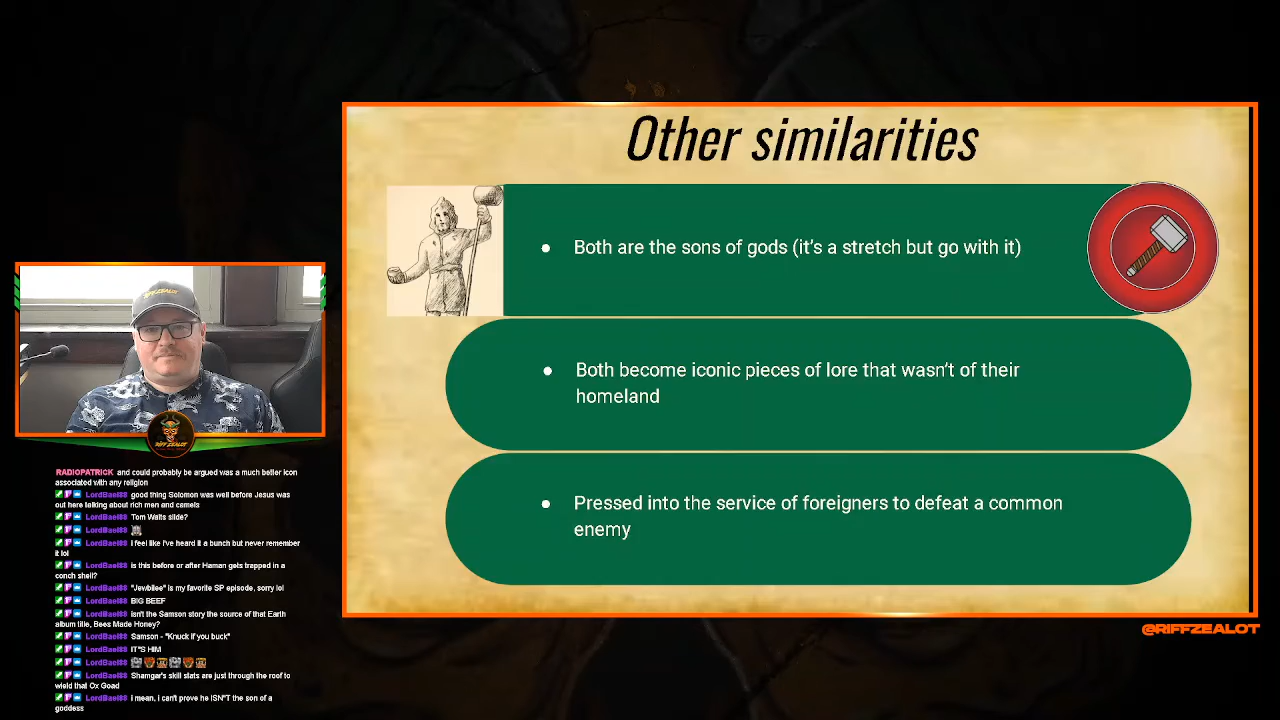 Other similarities
● Both are the sons of gods (it's a stretch but go with it)
● Both become iconic pieces of lore that wasn't of their
homeland
● Pressed into the service of foreigners to defeat a common
enemy
@RIFFZEALOT
RIFF ZEALOT
RIFF ZEALOT
RADIOPATRICK and could probably be argued was a much better icon
associated with any religion
LordBael88 good thing Solomon was well before Jesus was
out here talking about rich men and camels
LordBael88 Tom Waits slide?
LordBael88
LordBael88 i feel like i've heard it a bunch but never remember
it lol
LordBael88 is this before or after Haman gets trapped in a
conch shell?
LordBael88 "Jewbilee" is my favorite SP episode, sorry lol
LordBael88 BIG BEEF
LordBael88 isn't the Samson story the source of that Earth
album title, Bees Made Honey?
LordBael88 Samson - "Knuck if you buck"
LordBael88 IT"S HIM
LordBael88
LordBael88 Shamgar's skill stats are just through the roof to
wield that Ox Goad
LordBael88 i mean, i can't prove he ISN"T the son of a
goddess